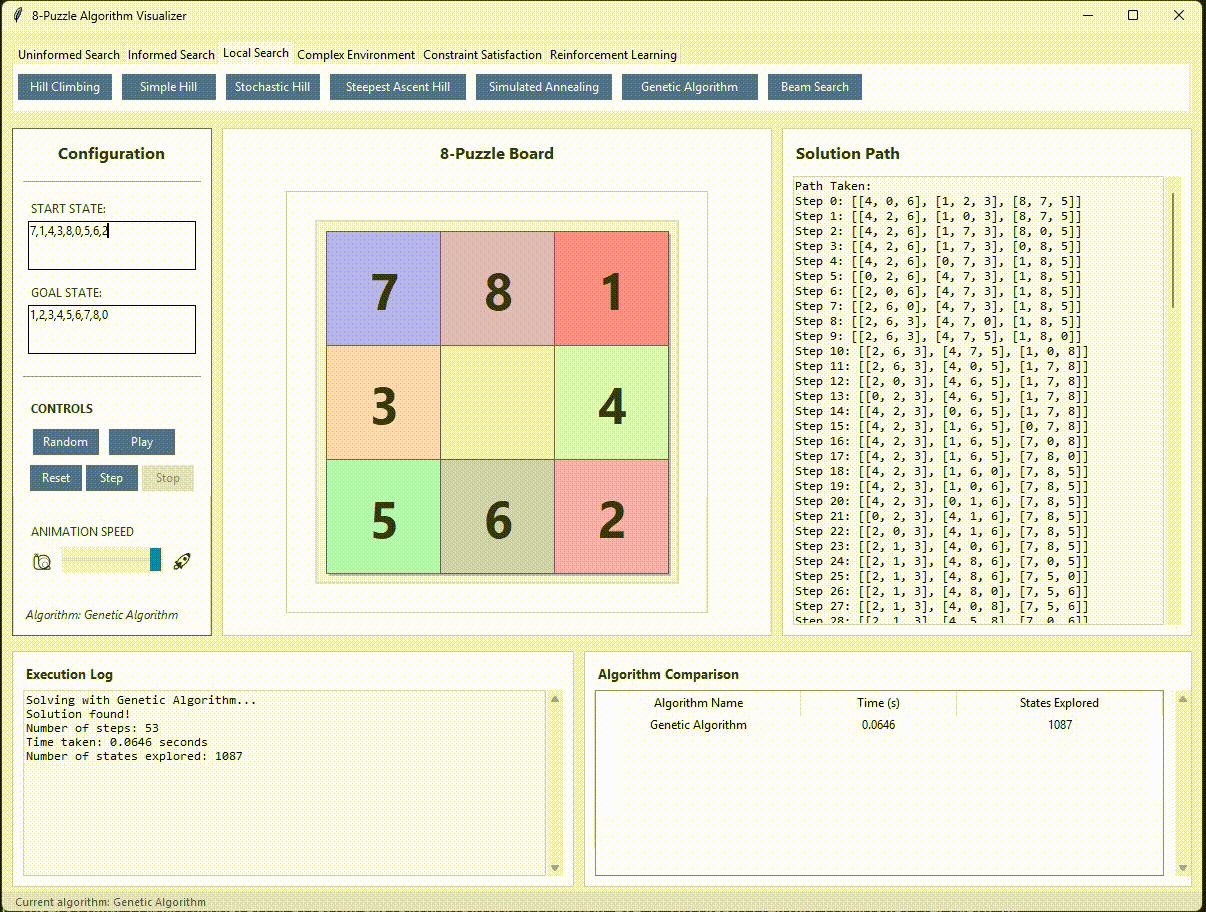 8-Puzzle Algorithm Visualizer
Uninformed Search Informed Search Local Search Complex Environment Constraint Satisfaction Reinforcement Learning
Hill Climbing Simple Hill Stochastic Hill Steepest Ascent Hill Simulated Annealing Genetic Algorithm Beam Search
Configuration
START STATE:
7,1,4,3,8,0,5,6,2
GOAL STATE:
1,2,3,4,5,6,7,8,0
CONTROLS
Random Play
Reset Step Stop
ANIMATION SPEED
Algorithm: Genetic Algorithm
8-Puzzle Board
7 8 1
3 4
5 6 2
Solution Path
Path Taken:
Step 0: [[4, 0, 6], [1, 2, 3], [8, 7, 5]]
Step 1: [[4, 2, 6], [1, 0, 3], [8, 7, 5]]
Step 2: [[4, 2, 6], [1, 7, 3], [8, 0, 5]]
Step 3: [[4, 2, 6], [1, 7, 3], [0, 8, 5]]
Step 4: [[4, 2, 6], [0, 7, 3], [1, 8, 5]]
Step 5: [[0, 2, 6], [4, 7, 3], [1, 8, 5]]
Step 6: [[2, 0, 6], [4, 7, 3], [1, 8, 5]]
Step 7: [[2, 6, 0], [4, 7, 3], [1, 8, 5]]
Step 8: [[2, 6, 3], [4, 7, 0], [1, 8, 5]]
Step 9: [[2, 6, 3], [4, 7, 5], [1, 8, 0]]
Step 10: [[2, 6, 3], [4, 7, 5], [1, 0, 8]]
Step 11: [[2, 6, 3], [4, 0, 5], [1, 7, 8]]
Step 12: [[2, 0, 3], [4, 6, 5], [1, 7, 8]]
Step 13: [[0, 2, 3], [4, 6, 5], [1, 7, 8]]
Step 14: [[4, 2, 3], [0, 6, 5], [1, 7, 8]]
Step 15: [[4, 2, 3], [1, 6, 5], [0, 7, 8]]
Step 16: [[4, 2, 3], [1, 6, 5], [7, 0, 8]]
Step 17: [[4, 2, 3], [1, 6, 5], [7, 8, 0]]
Step 18: [[4, 2, 3], [1, 6, 0], [7, 8, 5]]
Step 19: [[4, 2, 3], [1, 0, 6], [7, 8, 5]]
Step 20: [[4, 2, 3], [0, 1, 6], [7, 8, 5]]
Step 21: [[0, 2, 3], [4, 1, 6], [7, 8, 5]]
Step 22: [[2, 0, 3], [4, 1, 6], [7, 8, 5]]
Step 23: [[2, 1, 3], [4, 0, 6], [7, 8, 5]]
Step 24: [[2, 1, 3], [4, 8, 6], [7, 0, 5]]
Step 25: [[2, 1, 3], [4, 8, 6], [7, 5, 0]]
Step 26: [[2, 1, 3], [4, 8, 0], [7, 5, 6]]
Step 27: [[2, 1, 3], [4, 0, 8], [7, 5, 6]]
Step 28: [[2, 1, 3], [4, 5, 8], [7, 0, 6]]
Execution Log
Solving with Genetic Algorithm...
Solution found!
Number of steps: 53
Time taken: 0.0646 seconds
Number of states explored: 1087
Algorithm Comparison
Algorithm Name Time (s) States Explored
Genetic Algorithm 0.0646 1087
Current algorithm: Genetic Algorithm